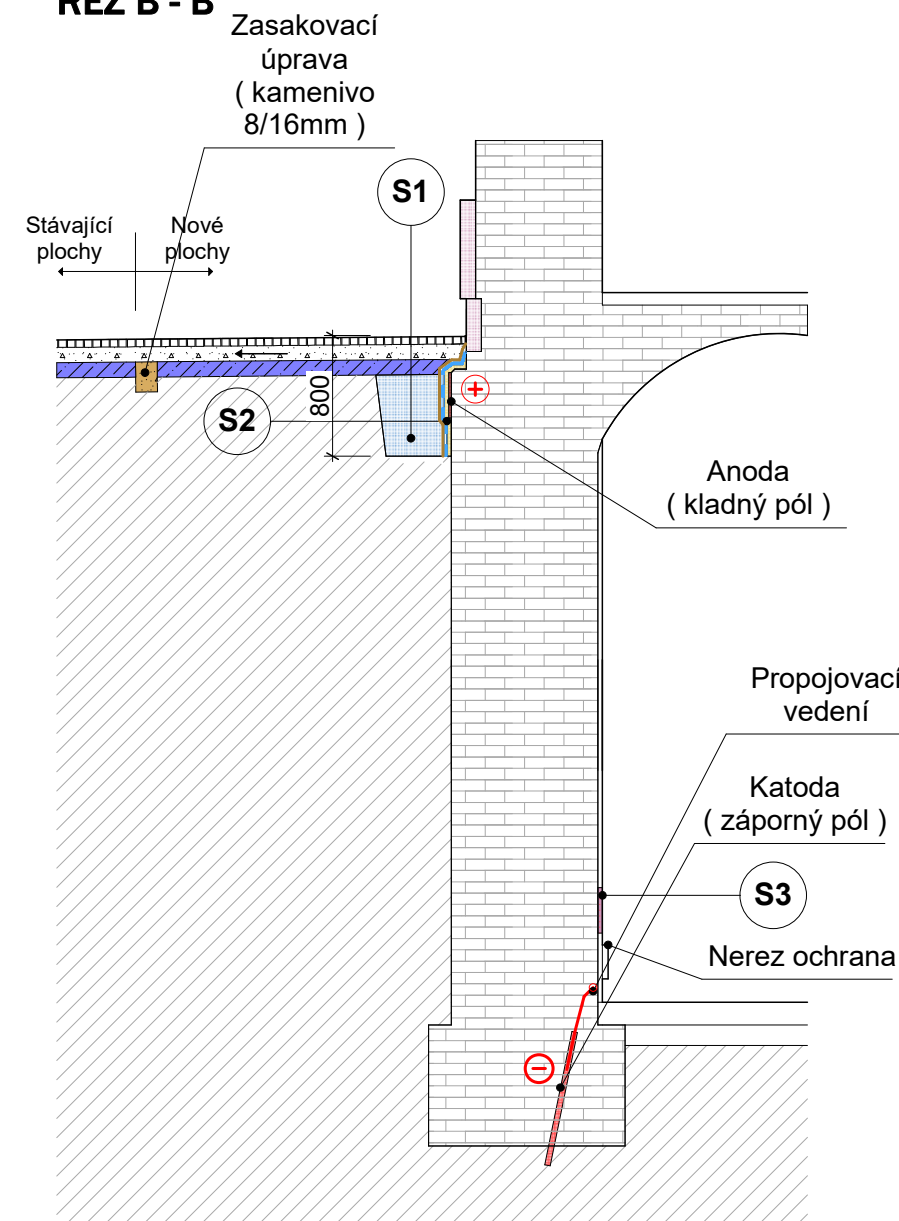 ŘEZ B - B
Zasakovací
úprava
( kamenivo
8/16mm )
S1
Stávající
plochy
Nové
plochy
800
S2
+
Anoda
( kladný pól )
Propojovací
vedení
Katoda
( záporný pól )
S3
Nerez ochrana
−